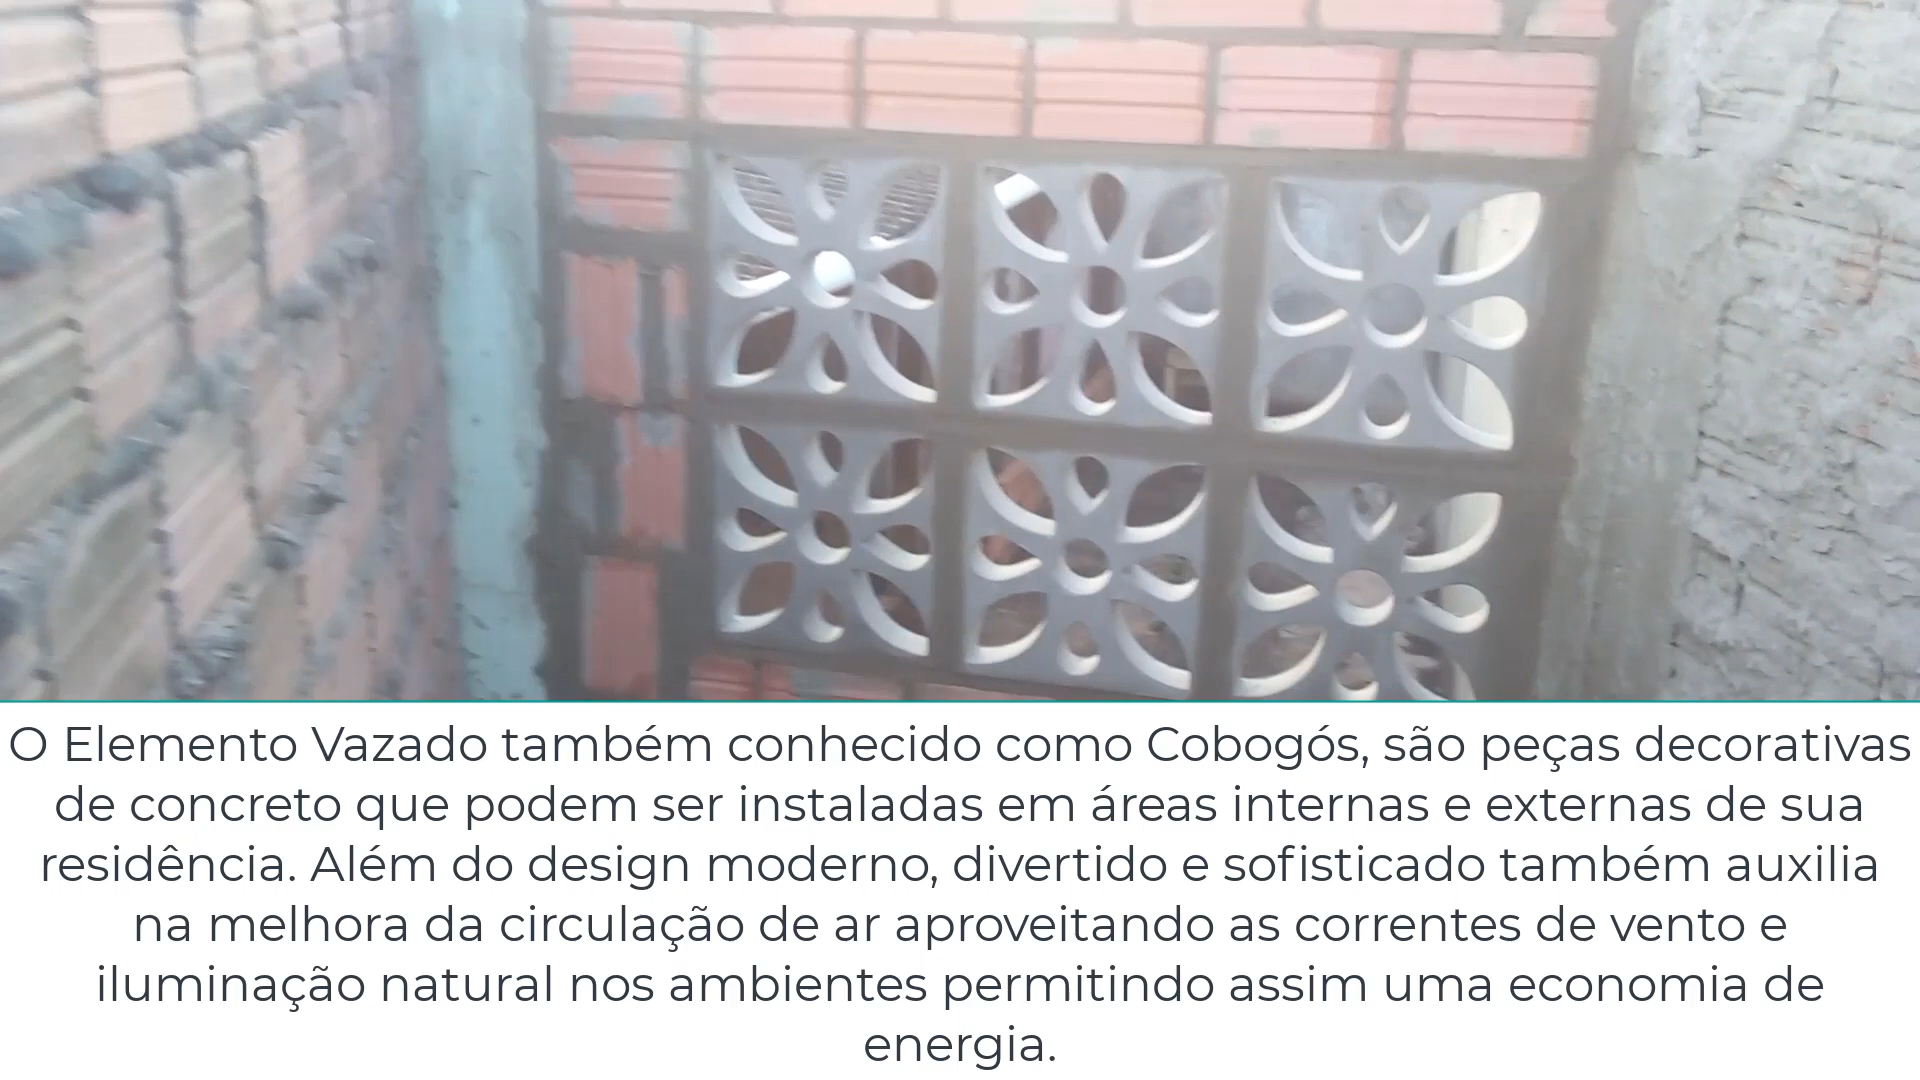 O Elemento Vazado também conhecido como Cobogós, são peças decorativas
de concreto que podem ser instaladas em áreas internas e externas de sua
residência. Além do design moderno, divertido e sofisticado também auxilia
na melhora da circulação de ar aproveitando as correntes de vento e
iluminação natural nos ambientes permitindo assim uma economia de
energia.